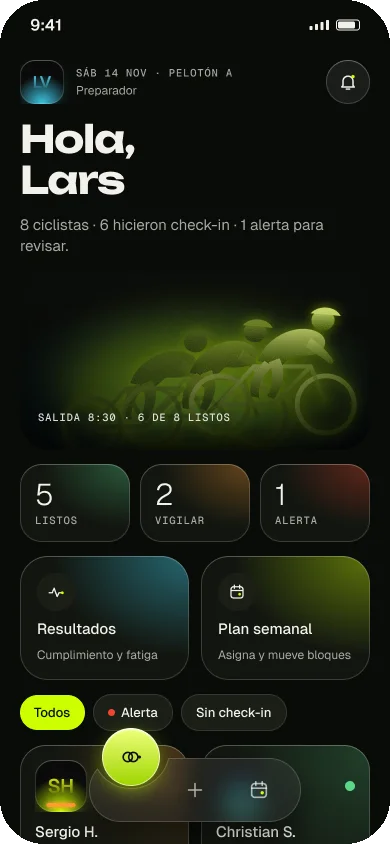 9:41
LV
SÁB 14 NOV · PELOTÓN A
Preparador
Hola,
Lars
8 ciclistas · 6 hicieron check-in · 1 alerta para
revisar.
SALIDA 8:30 · 6 DE 8 LISTOS
5
LISTOS
2
VIGILAR
1
ALERTA
Resultados
Cumplimiento y fatiga
Plan semanal
Asigna y mueve bloques
Todos
Alerta
Sin check-in
SH
Sergio H.
Christian S.